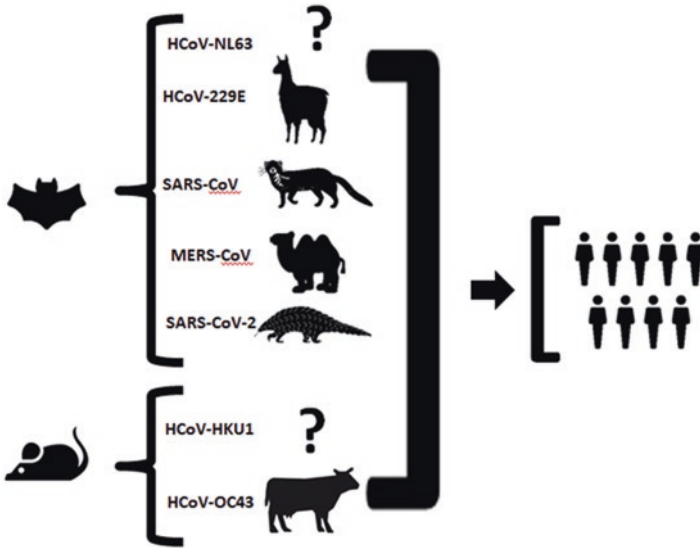 HCoV-NL63
?
HCoV-229E
SARS-CoV
MERS-CoV
SARS-CoV-2
HCoV-HKU1
?
HCoV-OC43